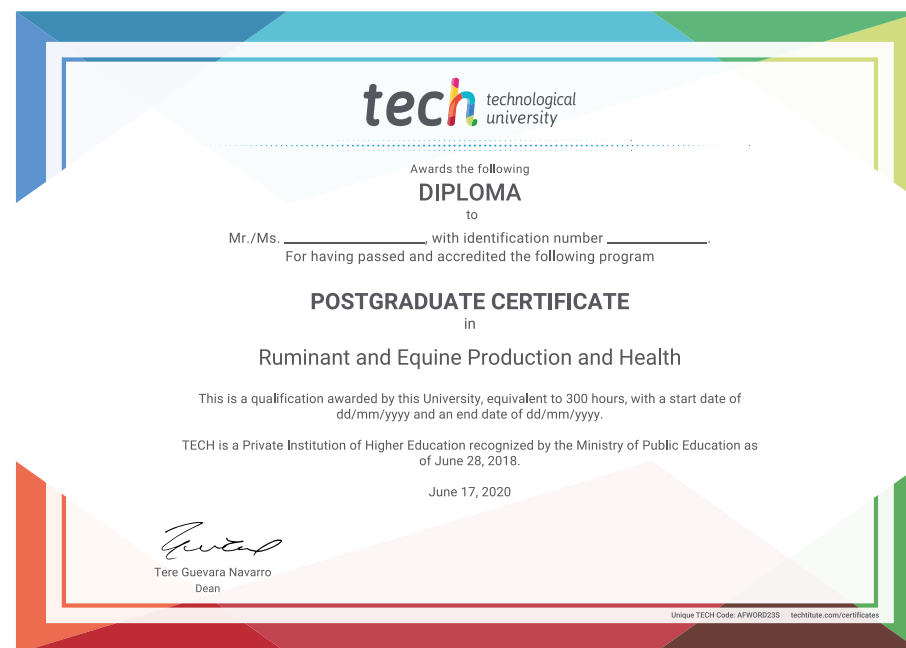 tech technological
university
Awards the following
DIPLOMA
to
Mr./Ms. ____________, with identification number ____________.
For having passed and accredited the following program
POSTGRADUATE CERTIFICATE
in
Ruminant and Equine Production and Health
This is a qualification awarded by this University, equivalent to 300 hours, with a start date of
dd/mm/yyyy and an end date of dd/mm/yyyy.
TECH is a Private Institution of Higher Education recognized by the Ministry of Public Education as
of June 28, 2018.
June 17, 2020
Tere Guevara Navarro
Dean
Unique TECH Code: AFWORD23S techtitute.com/certificates